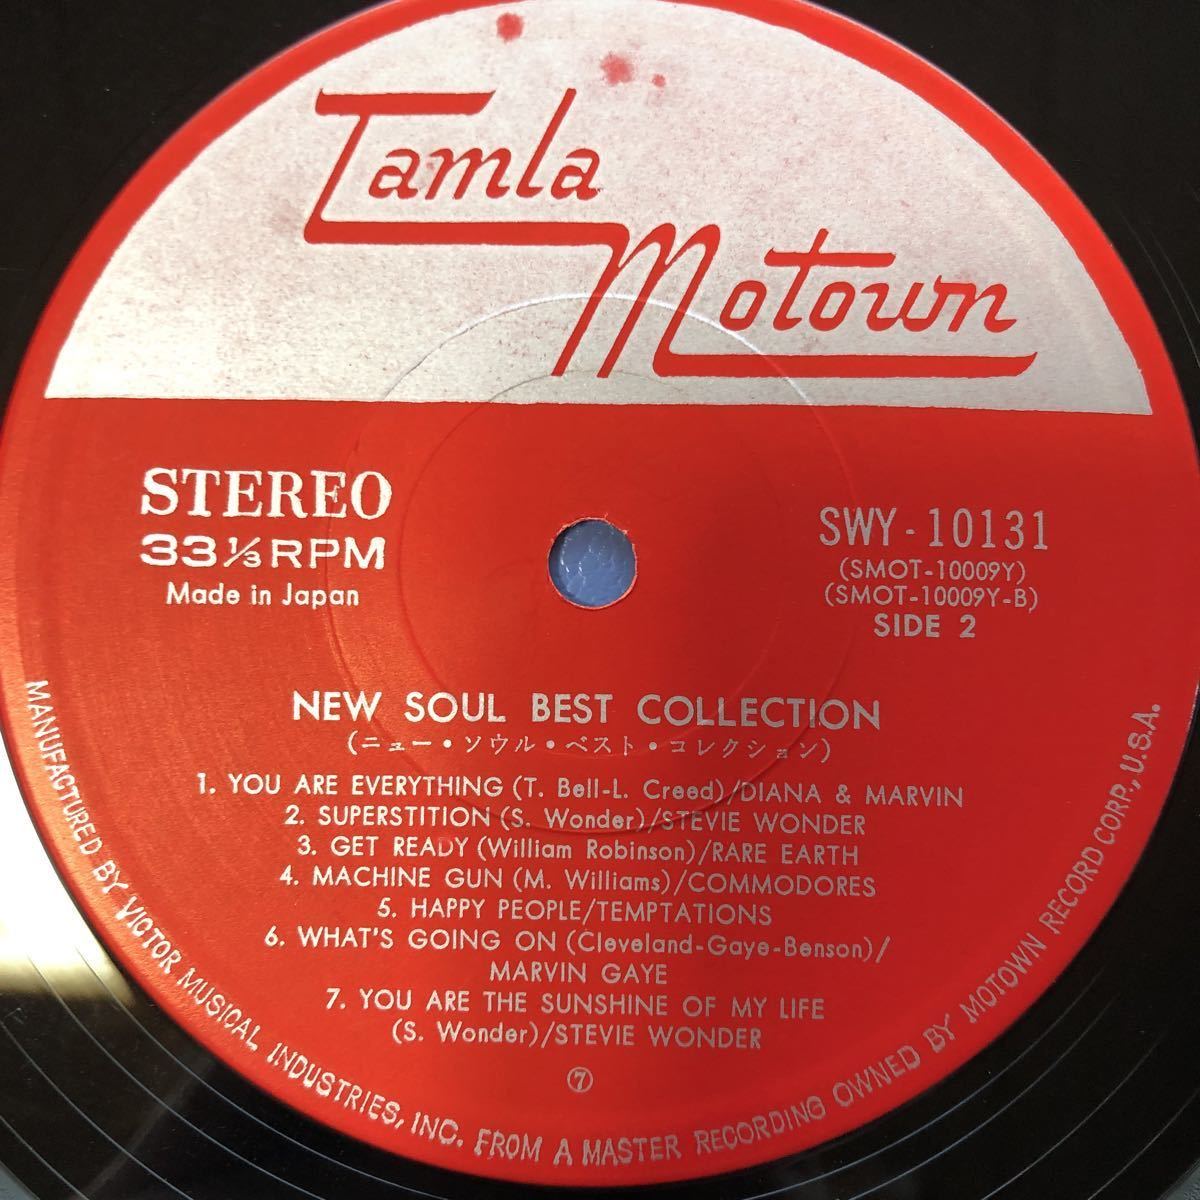 Tamla
Motown
STEREO
33 1/3 RPM
Made in Japan
SWY-10131
(SMOT-10009Y)
(SMOT-10009Y-B)
SIDE 2
NEW SOUL BEST COLLECTION
(ニュー・ソウル・ベスト・コレクション)
1. YOU ARE EVERYTHING (T. Bell-L. Creed)/DIANA & MARVIN
2. SUPERSTITION (S. Wonder)/STEVIE WONDER
3. GET READY (William Robinson)/RARE EARTH
4. MACHINE GUN (M. Williams)/COMMODORES
5. HAPPY PEOPLE/TEMPTATIONS
6. WHAT'S GOING ON (Cleveland-Gaye-Benson)/
MARVIN GAYE
7. YOU ARE THE SUNSHINE OF MY LIFE
(S. Wonder)/STEVIE WONDER
⑦
MANUFACTURED BY VICTOR MUSICAL INDUSTRIES, INC. FROM A MASTER RECORDING OWNED BY MOTOWN RECORD CORP., U.S.A.